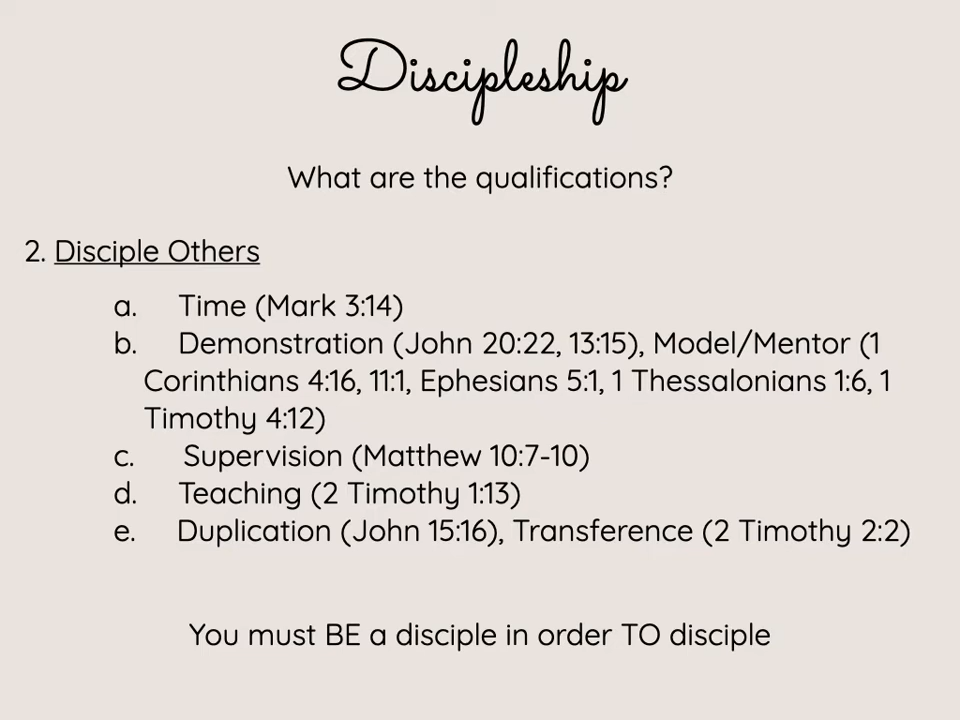 Discipleship
What are the qualifications?
2. Disciple Others
a. Time (Mark 3:14)
b. Demonstration (John 20:22, 13:15), Model/Mentor (1
Corinthians 4:16, 11:1, Ephesians 5:1, 1 Thessalonians 1:6, 1
Timothy 4:12)
c. Supervision (Matthew 10:7-10)
d. Teaching (2 Timothy 1:13)
e. Duplication (John 15:16), Transference (2 Timothy 2:2)
You must BE a disciple in order TO disciple